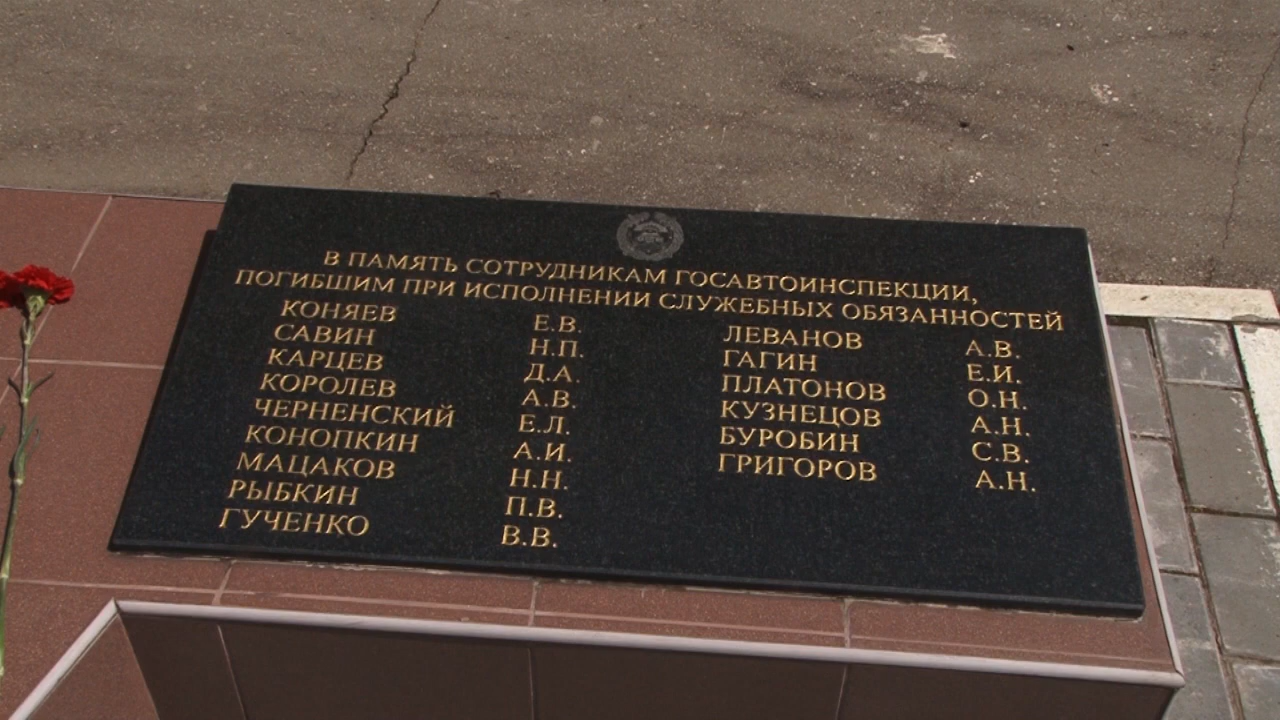 В ПАМЯТЬ СОТРУДНИКАМ ГОСАВТОИНСПЕКЦИИ,
ПОГИБШИМ ПРИ ИСПОЛНЕНИИ СЛУЖЕБНЫХ ОБЯЗАННОСТЕЙ
КОНЯЕВ Е.В.
САВИН Н.П.
КАРЦЕВ Д.А.
КОРОЛЕВ А.В.
ЧЕРНЕНСКИЙ Е.Л.
КОНОПКИН А.И.
МАЦАКОВ Н.Н.
РЫБКИН П.В.
ГУЧЕНКО В.В.
ЛЕВАНОВ А.В.
ГАГИН Е.И.
ПЛАТОНОВ О.Н.
КУЗНЕЦОВ А.Н.
БУРОБИН С.В.
ГРИГОРОВ А.Н.